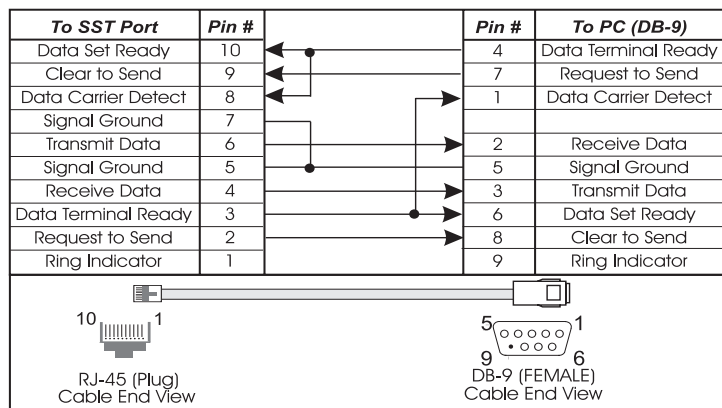 To SST Port Pin # Pin # To PC (DB-9)
Data Set Ready 10 4 Data Terminal Ready
Clear to Send 9 7 Request to Send
Data Carrier Detect 8 1 Data Carrier Detect
Signal Ground 7
Transmit Data 6 2 Receive Data
Signal Ground 5 5 Signal Ground
Receive Data 4 3 Transmit Data
Data Terminal Ready 3 6 Data Set Ready
Request to Send 2 8 Clear to Send
Ring Indicator 1 9 Ring Indicator
10 1
RJ-45 (Plug)
Cable End View
5 1
9 6
DB-9 (FEMALE)
Cable End View